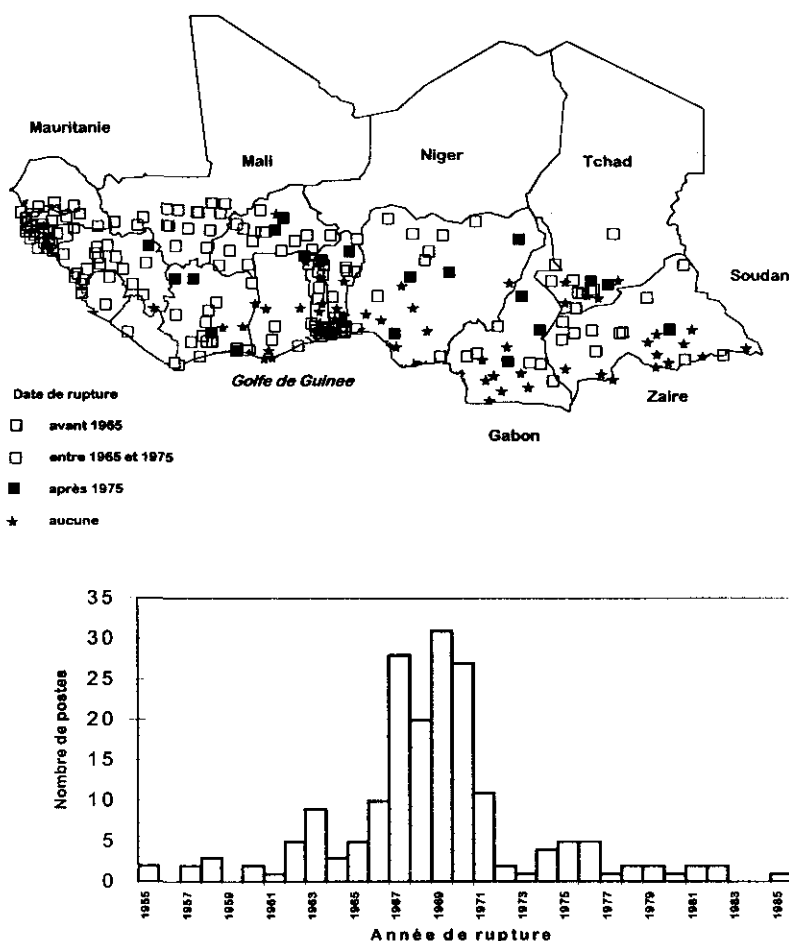 Mauritanie
Mali
Niger
Tchad
Soudan
Golfe de Guinee
Zaire
Gabon
Date de rupture
avant 1965
entre 1965 et 1975
après 1975
aucune
35
30
25
20
15
10
5
0
Nombre de postes
1955
1957
1959
1961
1963
1965
1967
1969
1971
1973
1975
1977
1979
1981
1983
1985
Année de rupture